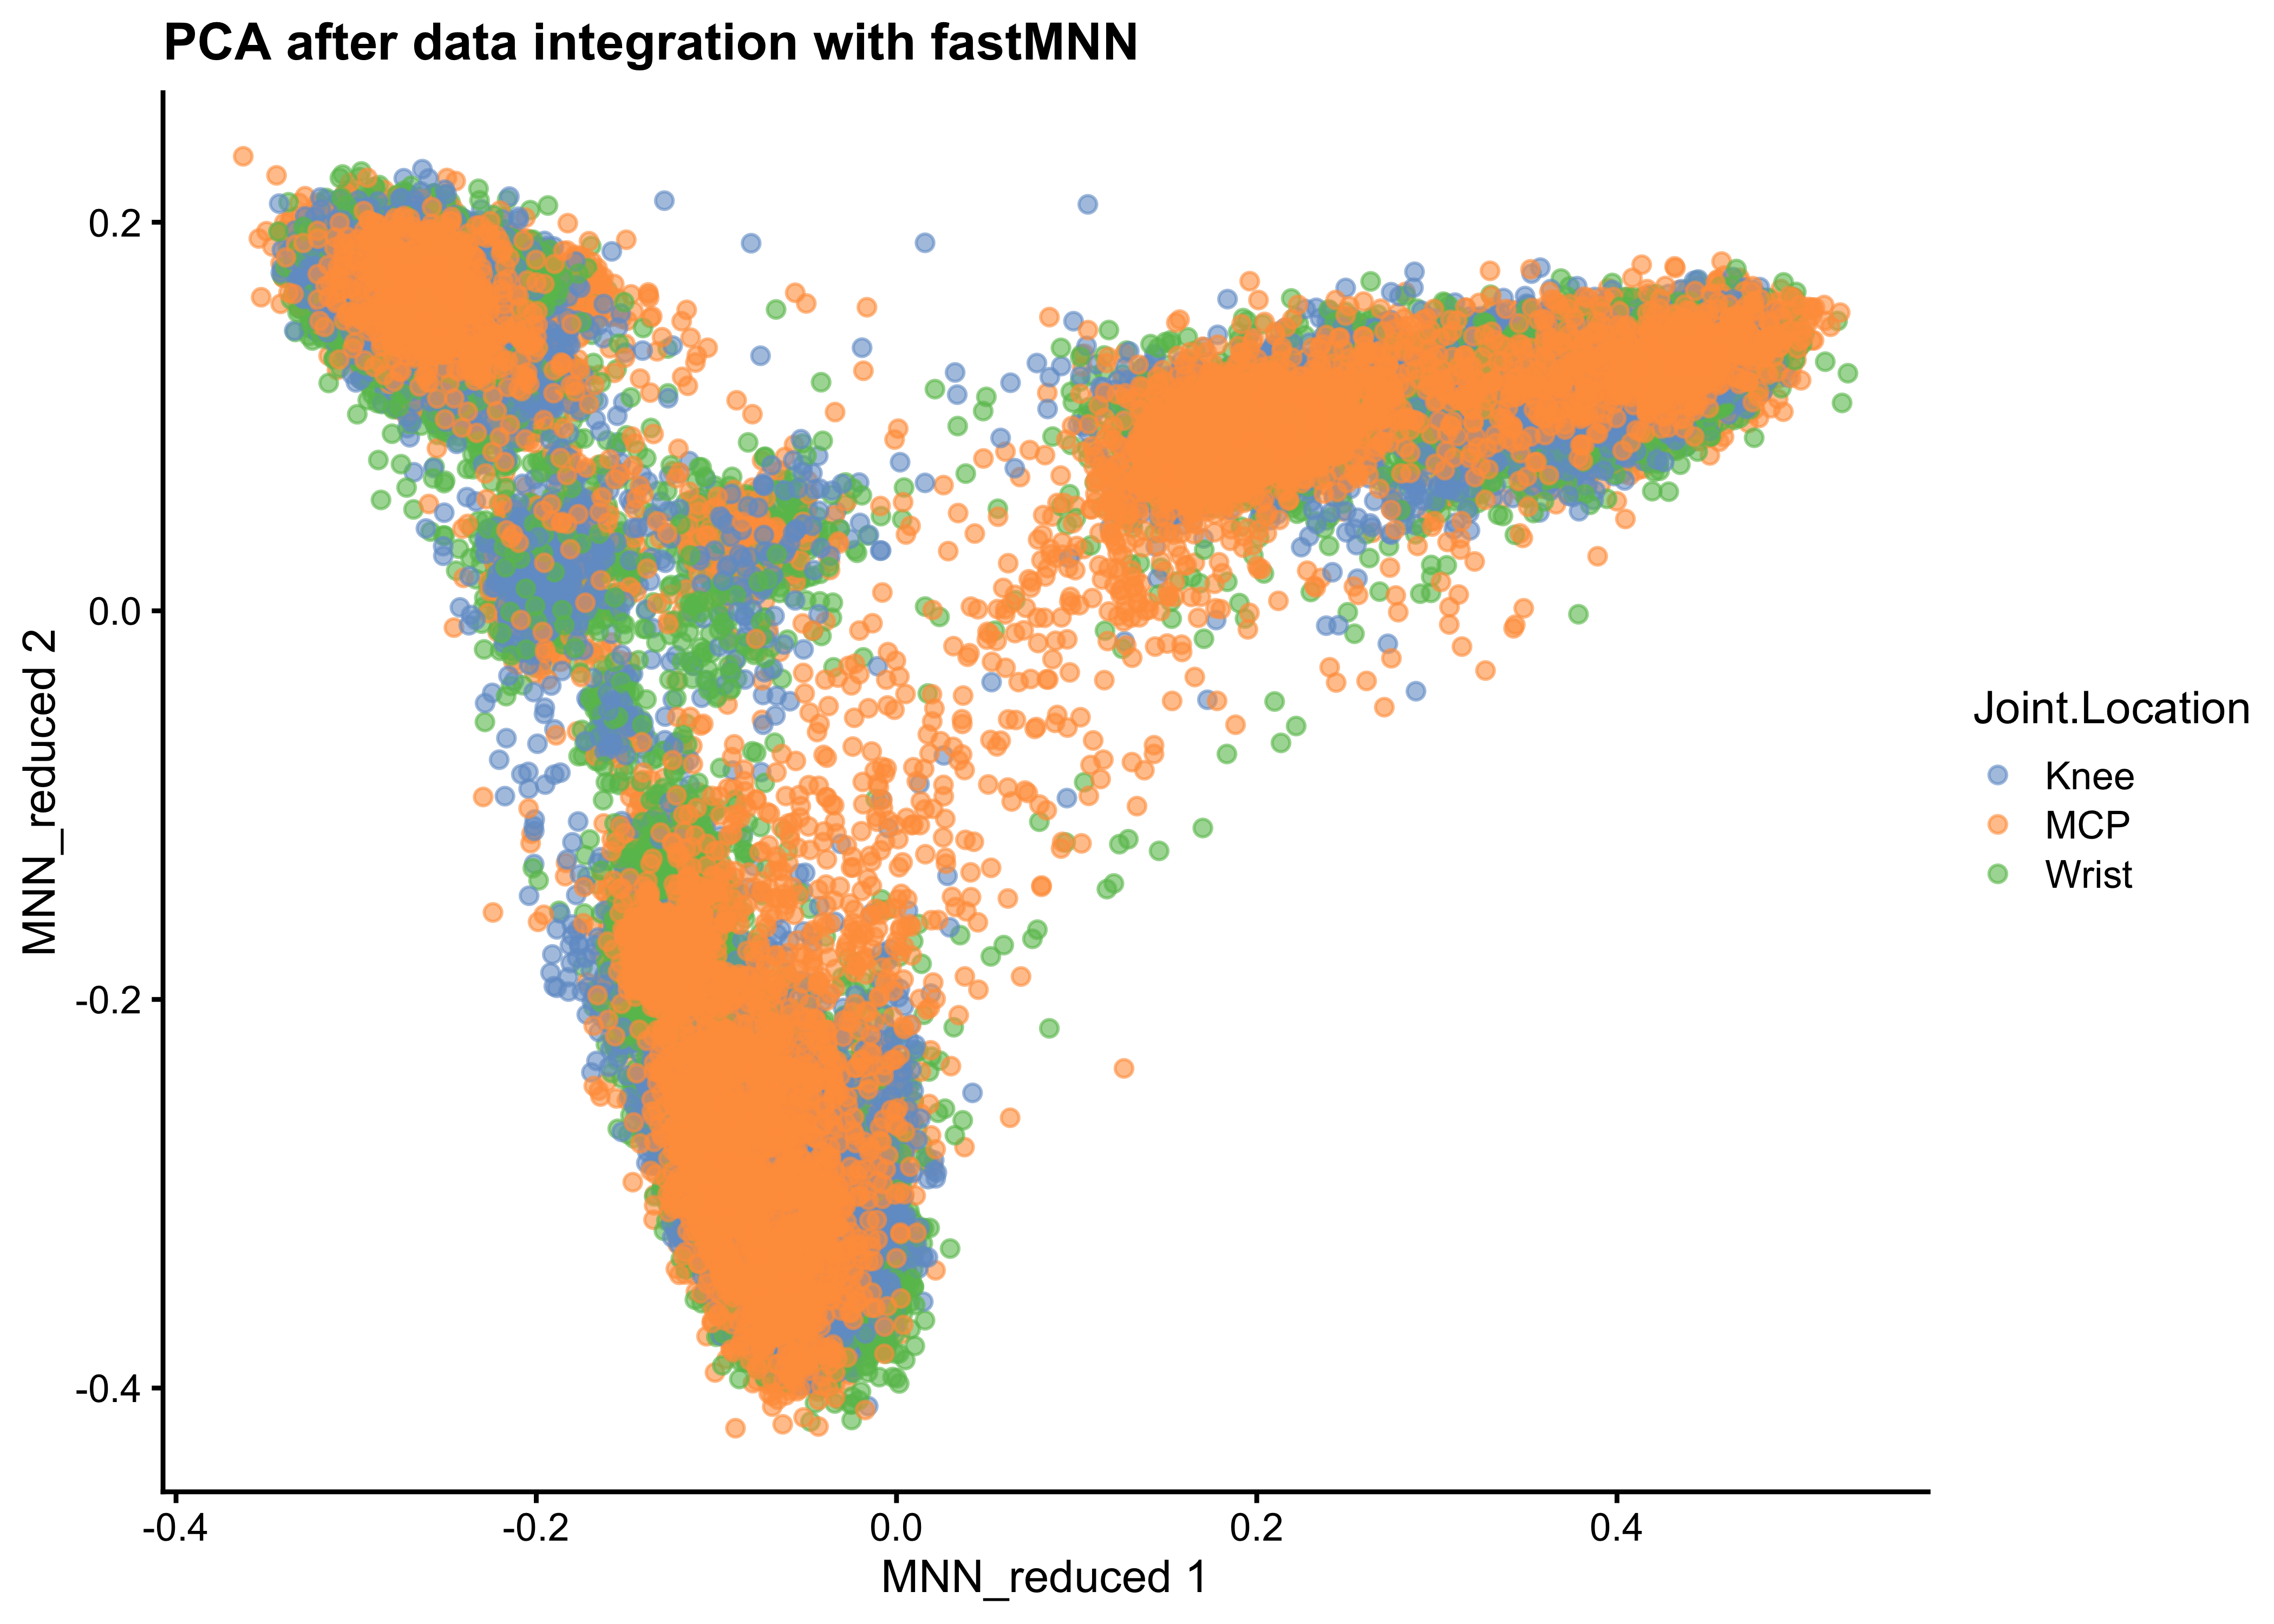 PCA after data integration with fastMNN
0.2
0.0
-0.2
-0.4
MNN_reduced 2
-0.4
-0.2
0.0
0.2
0.4
MNN_reduced 1
Joint.Location
Knee
MCP
Wrist